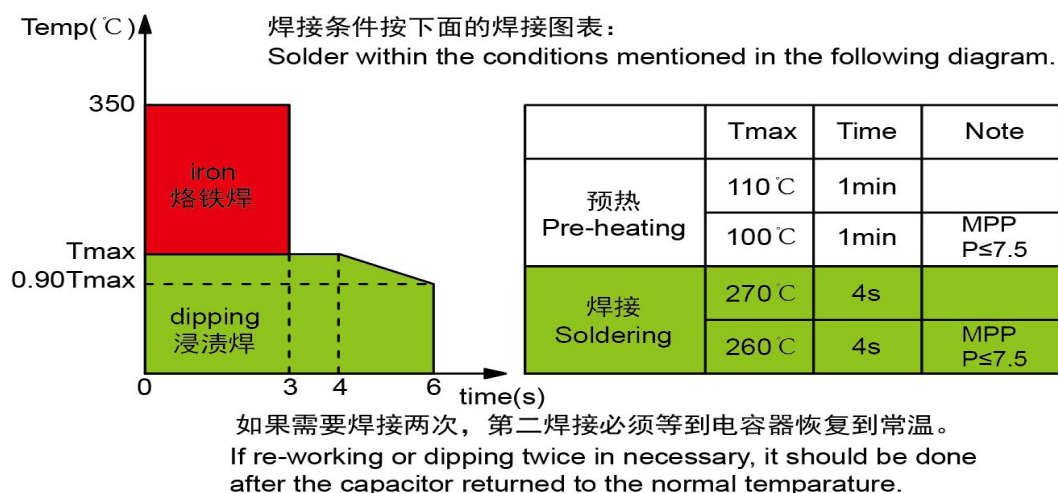 Temp(℃)
焊接条件按下面的焊接图表：
Solder within the conditions mentioned in the following diagram.
350
iron
烙铁焊
Tmax
0.90Tmax
dipping
浸渍焊
0 3 4 6 time(s)
Tmax Time Note
预热
Pre-heating
110℃ 1min
100℃ 1min MPP
P≤7.5
焊接
Soldering
270℃ 4s
260℃ 4s MPP
P≤7.5
如果需要焊接两次，第二焊接必须等到电容器恢复到常温。
If re-working or dipping twice in necessary, it should be done
after the capacitor returned to the normal temparature.